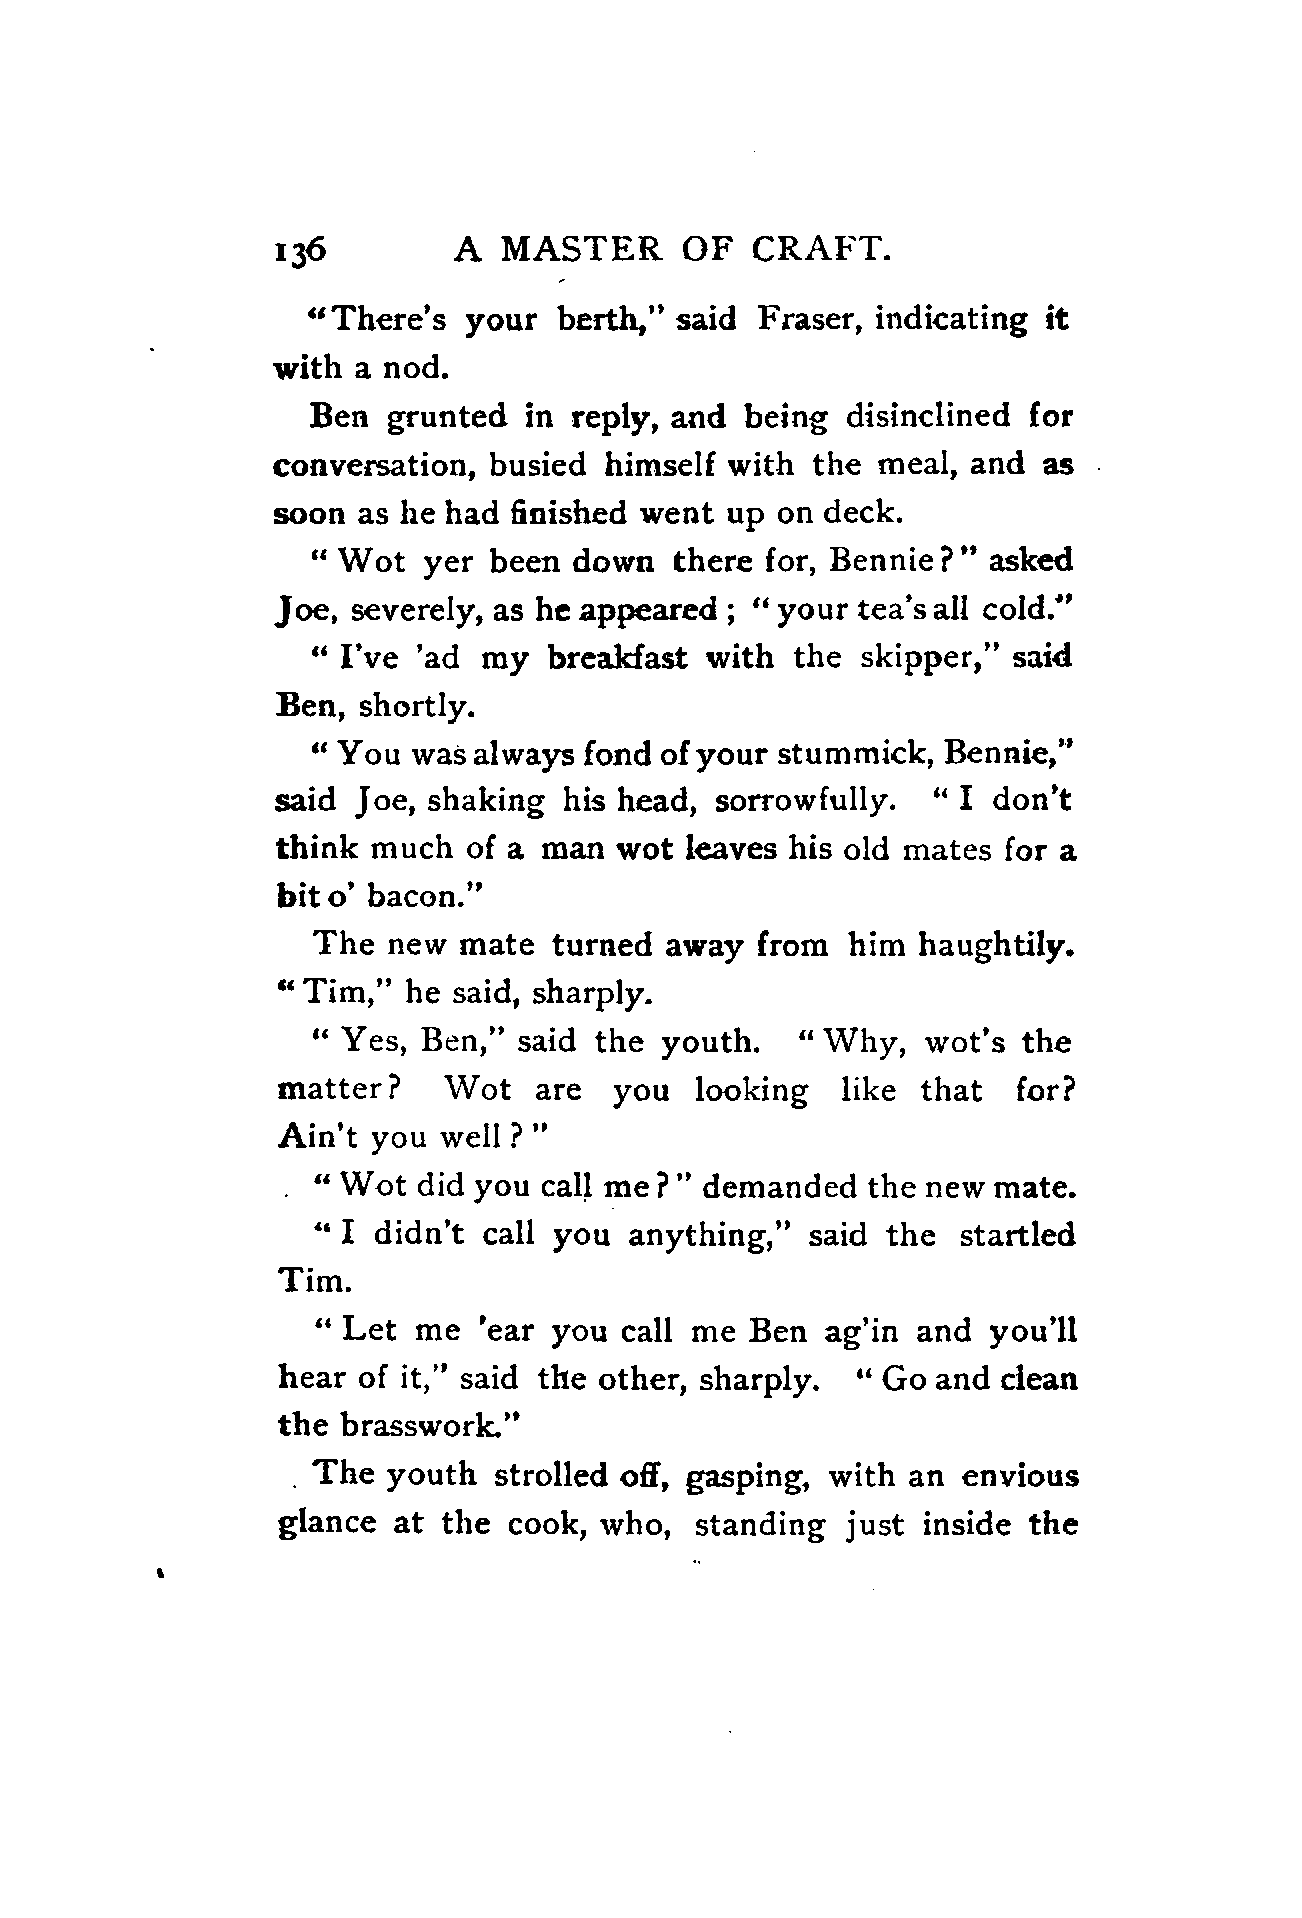 136 A MASTER OF CRAFT.
"There's your berth," said Fraser, indicating it
with a nod.
Ben grunted in reply, and being disinclined for
conversation, busied himself with the meal, and as
soon as he had finished went up on deck.
"Wot yer been down there for, Bennie?" asked
Joe, severely, as he appeared; "your tea's all cold."
"I've 'ad my breakfast with the skipper," said
Ben, shortly.
"You was always fond of your stummick, Bennie,"
said Joe, shaking his head, sorrowfully. "I don't
think much of a man wot leaves his old mates for a
bit o' bacon."
The new mate turned away from him haughtily.
"Tim," he said, sharply.
"Yes, Ben," said the youth. "Why, wot's the
matter? Wot are you looking like that for?
Ain't you well?"
"Wot did you call me?" demanded the new mate.
"I didn't call you anything," said the startled
Tim.
"Let me 'ear you call me Ben ag'in and you'll
hear of it," said the other, sharply. "Go and clean
the brasswork."
The youth strolled off, gasping, with an envious
glance at the cook, who, standing just inside the